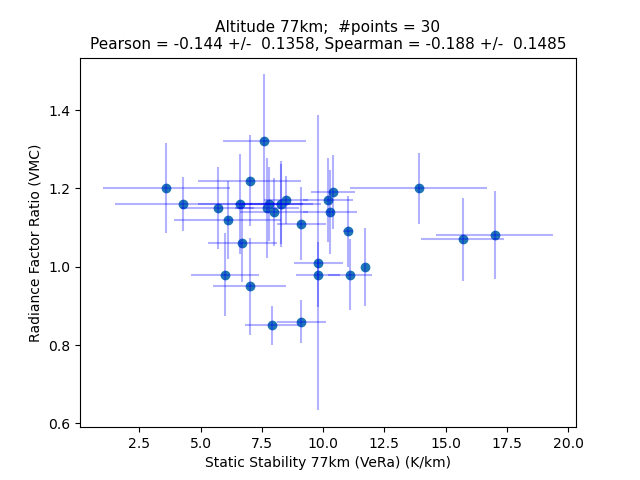 Altitude 77km;  #points = 30
Pearson = -0.144 +/-  0.1358, Spearman = -0.188 +/-  0.1485
Radiance Factor Ratio (VMC)
1.4
1.2
1.0
0.8
0.6
2.5 5.0 7.5 10.0 12.5 15.0 17.5 20.0
Static Stability 77km (VeRa) (K/km)